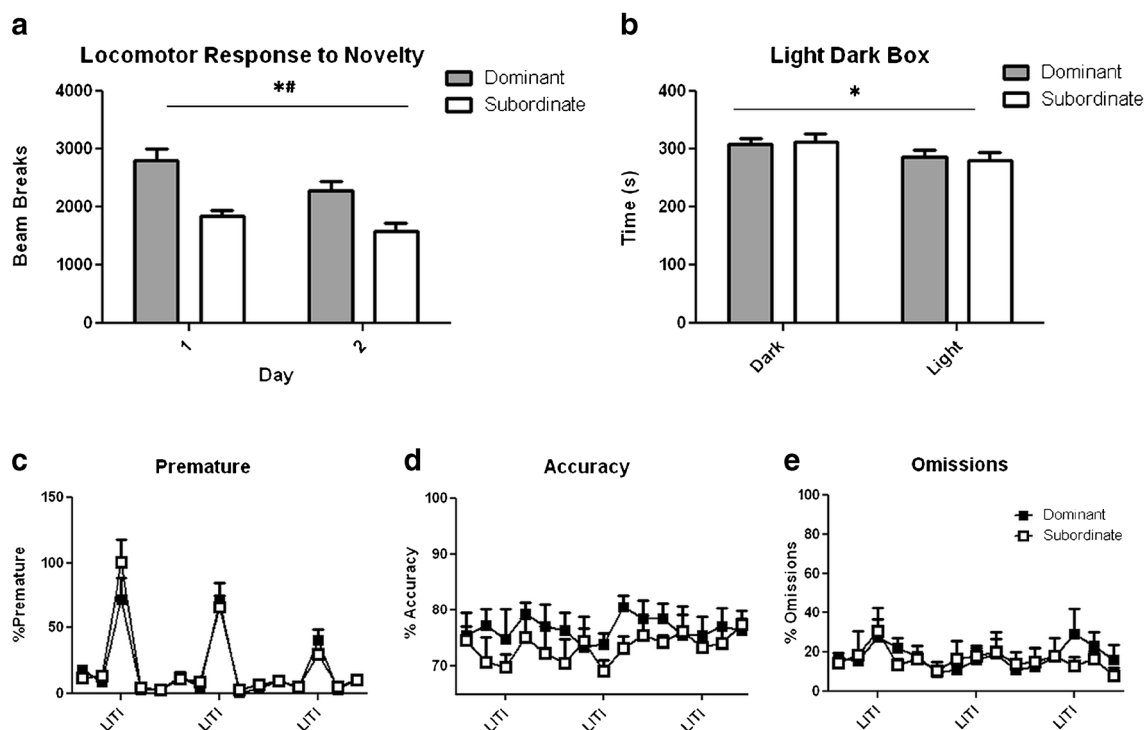 a
Locomotor Response to Novelty
Dominant
Subordinate
*#
4000
3000
2000
1000
0
Beam Breaks
1
2
Day
b
Light Dark Box
Dominant
Subordinate
*
400
300
200
100
0
Time (s)
Dark
Light
c
Premature
150
100
50
0
%Premature
LITI
LITI
LITI
d
Accuracy
100
90
80
70
% Accuracy
LITI
LITI
LITI
e
Omissions
Dominant
Subordinate
100
80
60
40
20
0
% Omissions
LITI
LITI
LITI